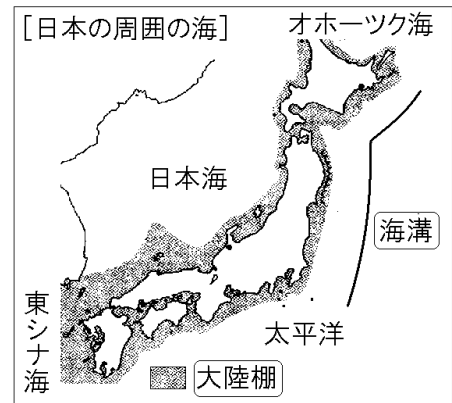 [日本の周囲の海]
オホーツク海
日本海
海溝
東シナ海
太平洋
大陸棚